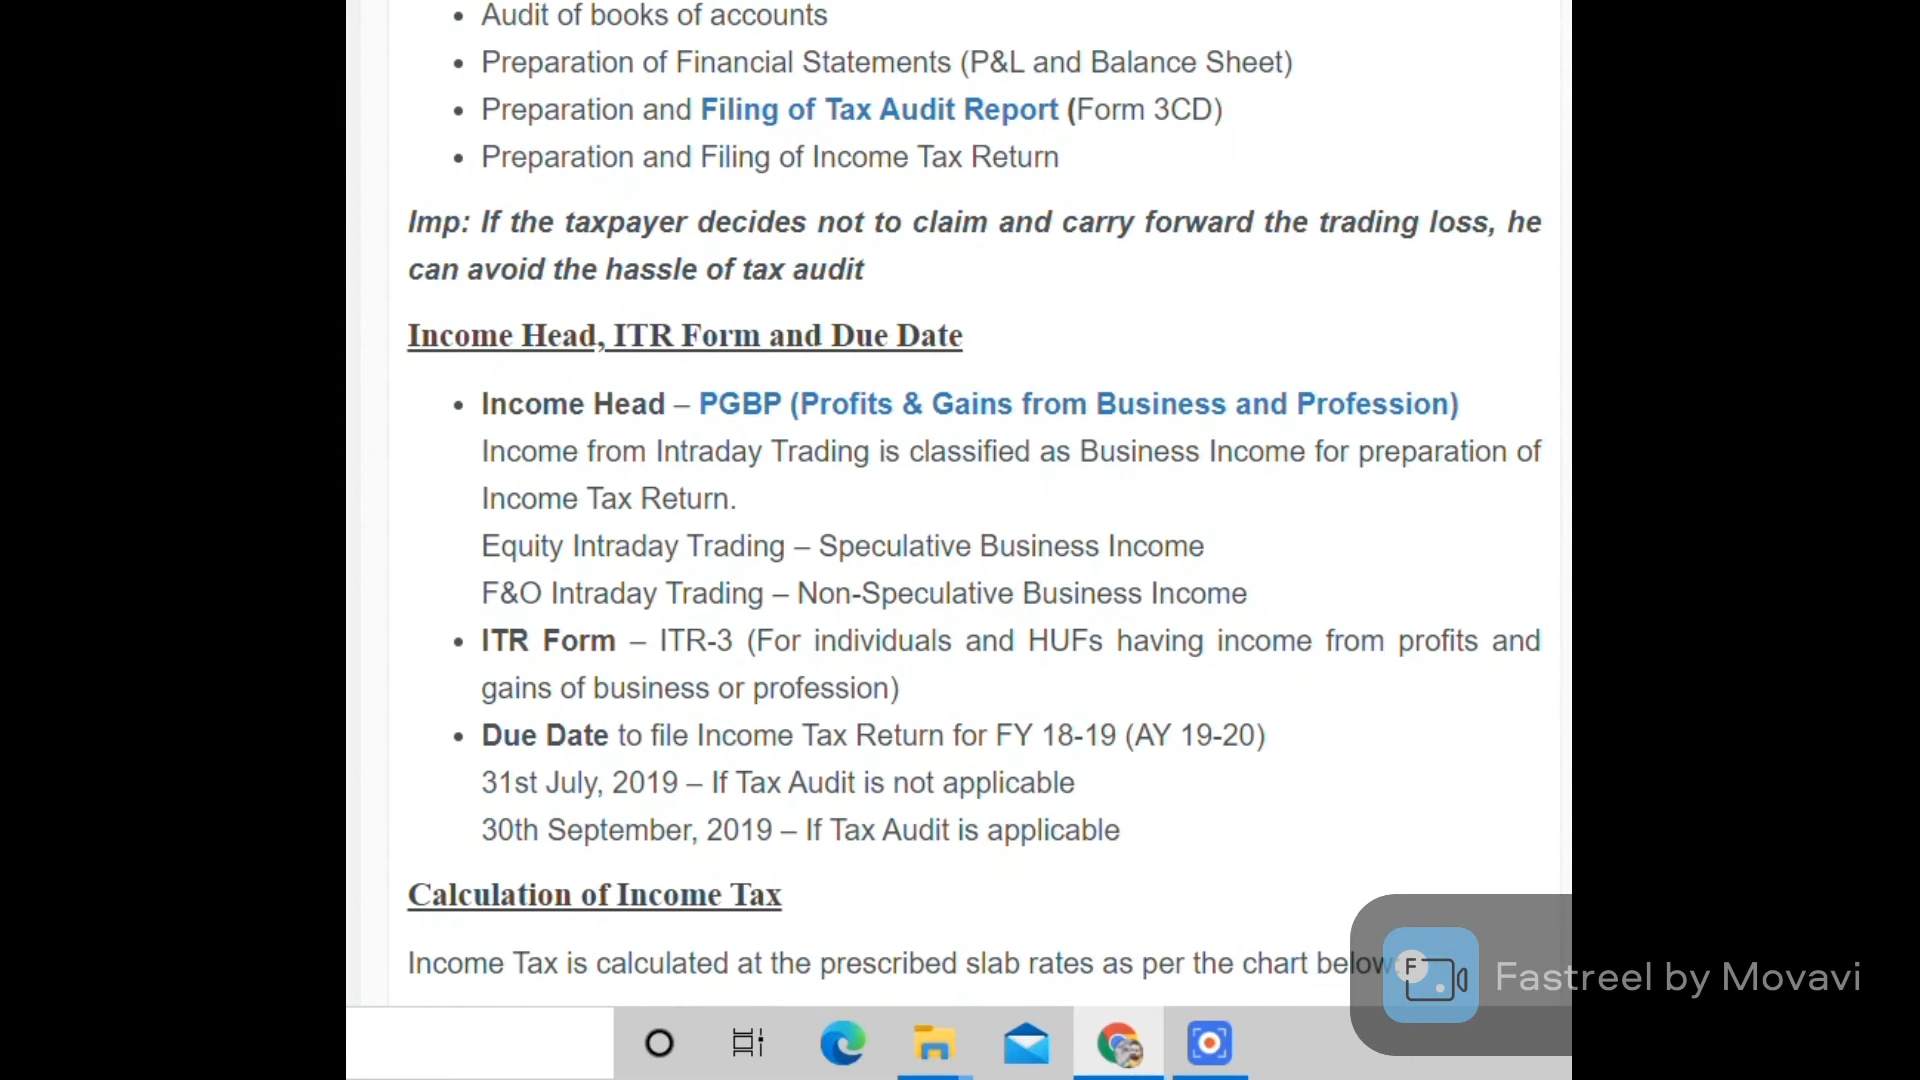 Audit of books of accounts
Preparation of Financial Statements (P&L and Balance Sheet)
Preparation and Filing of Tax Audit Report (Form 3CD)
Preparation and Filing of Income Tax Return
Imp: If the taxpayer decides not to claim and carry forward the trading loss, he
can avoid the hassle of tax audit
Income Head, ITR Form and Due Date
Income Head – PGBP (Profits & Gains from Business and Profession)
Income from Intraday Trading is classified as Business Income for preparation of
Income Tax Return.
Equity Intraday Trading – Speculative Business Income
F&O Intraday Trading – Non-Speculative Business Income
ITR Form – ITR-3 (For individuals and HUFs having income from profits and
gains of business or profession)
Due Date to file Income Tax Return for FY 18-19 (AY 19-20)
31st July, 2019 – If Tax Audit is not applicable
30th September, 2019 – If Tax Audit is applicable
Calculation of Income Tax
Income Tax is calculated at the prescribed slab rates as per the chart below
F
Fastreel by Movavi